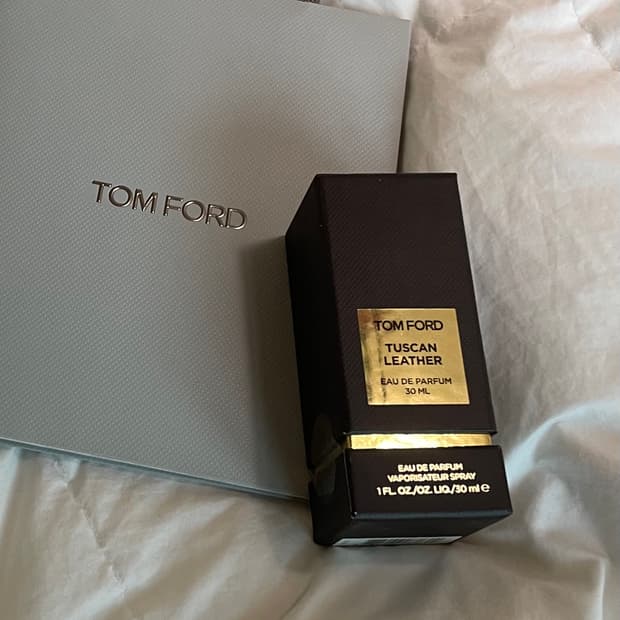 TOM FORD
TOM FORD
TUSCAN
LEATHER
EAU DE PARFUM
30 ML
EAU DE PARFUM
VAPORISATEUR SPRAY
1 FL. OZ./OZ. LIQ./30 ml ℮